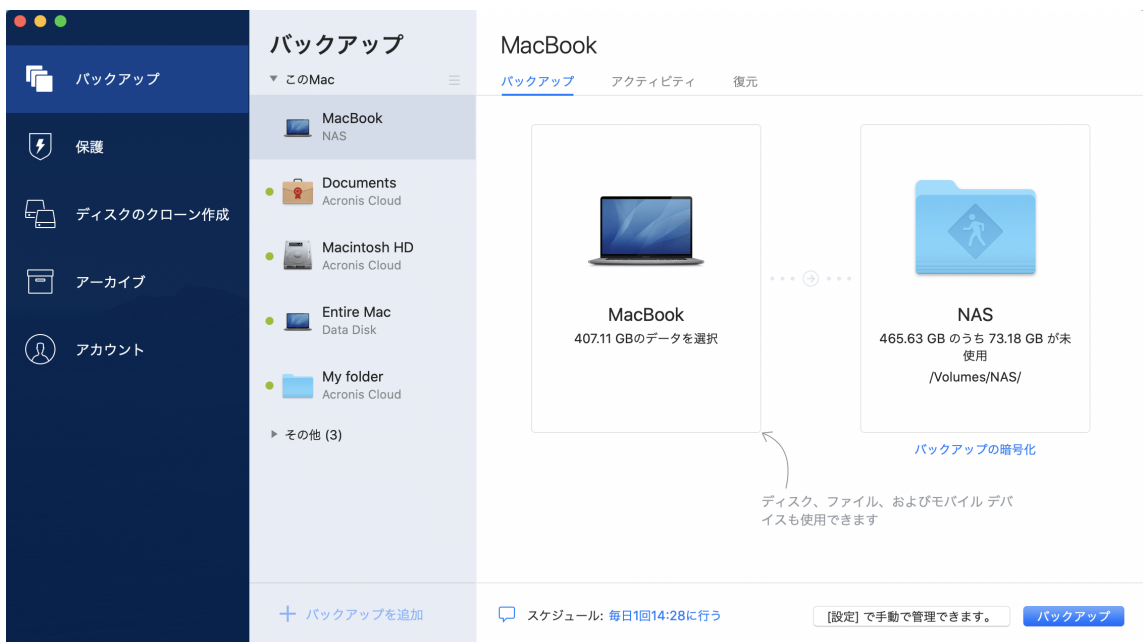 バックアップ
保護
ディスクのクローン作成
アーカイブ
アカウント
バックアップ
このMac
MacBook
NAS
Documents
Acronis Cloud
Macintosh HD
Acronis Cloud
Entire Mac
Data Disk
My folder
Acronis Cloud
その他 (3)
バックアップを追加
MacBook
バックアップ
アクティビティ
復元
MacBook
407.11 GBのデータを選択
NAS
465.63 GB のうち 73.18 GB が未
使用
/Volumes/NAS/
バックアップの暗号化
ディスク、ファイル、およびモバイル デバ
イスも使用できます
スケジュール: 毎日1回14:28に行う
[設定] で手動で管理できます。
バックアップ